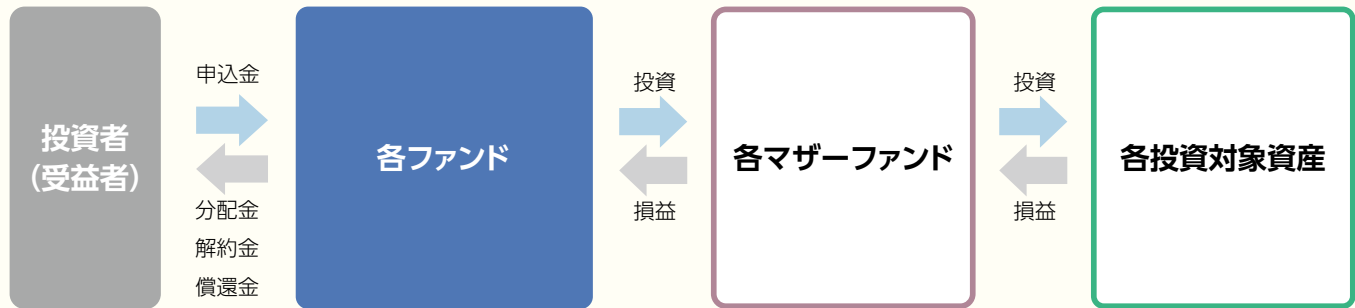 投資者
(受益者)
申込金
分配金
解約金
償還金
各ファンド
投資
損益
各マザーファンド
投資
損益
各投資対象資産